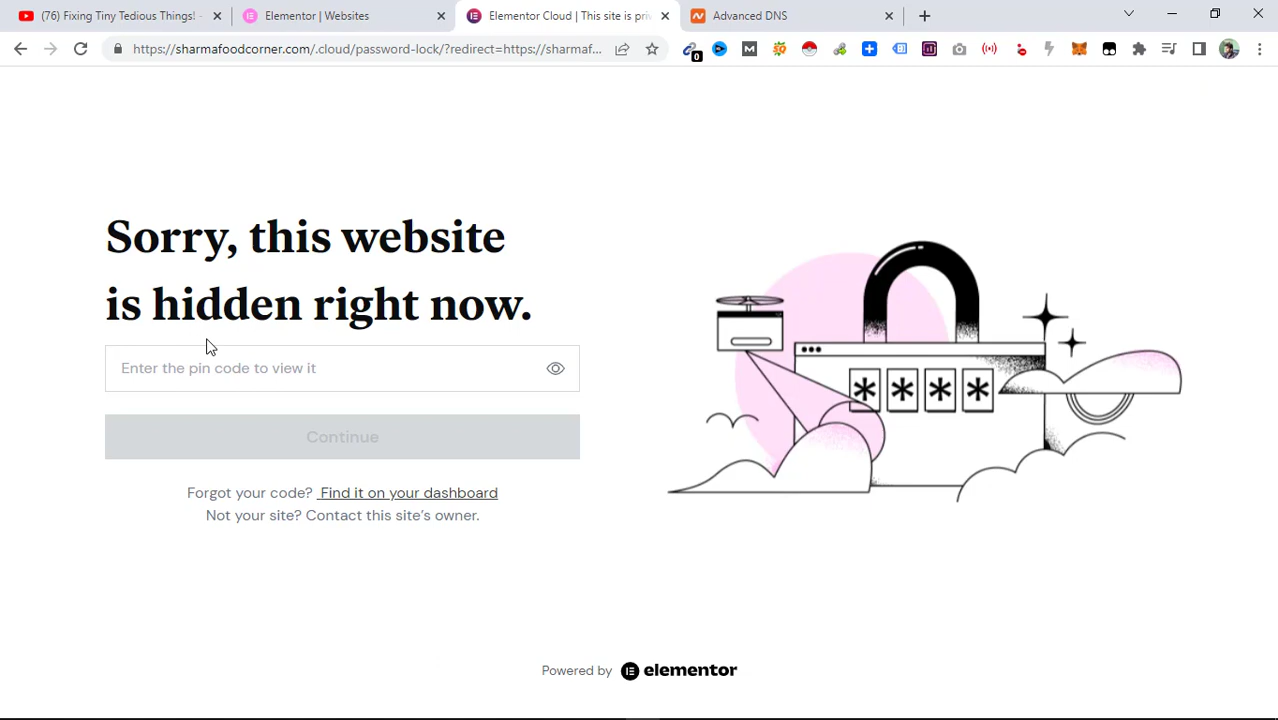 (76) Fixing Tiny Tedious Things! -
Elementor | Websites
Elementor Cloud | This site is pri
Advanced DNS
https://sharmafoodcorner.com/.cloud/password-lock/?redirect=https://sharmaf...
0
Sorry, this website
is hidden right now.
Enter the pin code to view it
Continue
Forgot your code? Find it on your dashboard
Not your site? Contact this site's owner.
* * * *
Powered by elementor